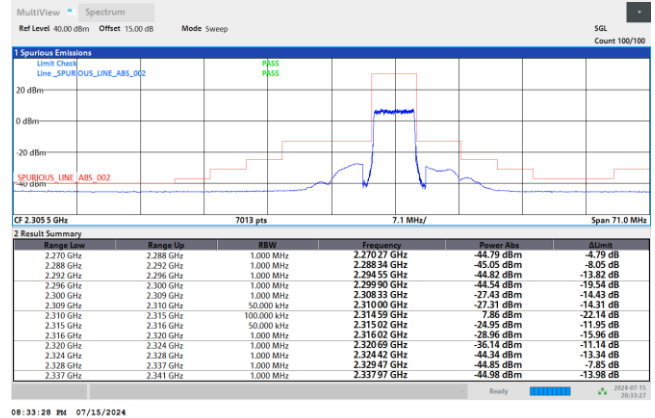 MultiView Spectrum
Ref Level 40.00 dBm Offset 15.00 dB Mode Sweep SGL
Count 100/100
1 Spurious Emissions
Limit Check PASS
Line _SPURIOUS_LINE_ABS_002 PASS
20 dBm
0 dBm
-20 dBm
SPURIOUS_LINE_ABS_002
-40 dBm
CF 2.305 5 GHz 7013 pts 7.1 MHz/ Span 71.0 MHz
2 Result Summary
Range Low Range Up RBW Frequency Power Abs ΔLimit
2.270 GHz 2.288 GHz 1.000 MHz 2.270 27 GHz -44.79 dBm -4.79 dB
2.288 GHz 2.292 GHz 1.000 MHz 2.288 34 GHz -45.05 dBm -8.05 dB
2.292 GHz 2.296 GHz 1.000 MHz 2.294 55 GHz -44.82 dBm -13.82 dB
2.296 GHz 2.300 GHz 1.000 MHz 2.299 90 GHz -44.54 dBm -19.54 dB
2.300 GHz 2.309 GHz 1.000 MHz 2.308 33 GHz -27.43 dBm -14.43 dB
2.309 GHz 2.310 GHz 50.000 kHz 2.310 00 GHz -27.31 dBm -14.31 dB
2.310 GHz 2.315 GHz 100.000 kHz 2.314 59 GHz 7.86 dBm -22.14 dB
2.315 GHz 2.316 GHz 50.000 kHz 2.315 02 GHz -24.95 dBm -11.95 dB
2.316 GHz 2.320 GHz 1.000 MHz 2.316 02 GHz -28.96 dBm -15.96 dB
2.320 GHz 2.324 GHz 1.000 MHz 2.320 69 GHz -36.14 dBm -11.14 dB
2.324 GHz 2.328 GHz 1.000 MHz 2.324 42 GHz -44.34 dBm -13.34 dB
2.328 GHz 2.337 GHz 1.000 MHz 2.329 47 GHz -44.85 dBm -7.85 dB
2.337 GHz 2.341 GHz 1.000 MHz 2.337 97 GHz -44.98 dBm -13.98 dB
Ready 2024-07-15
20:33:27
08:33:28 PM 07/15/2024